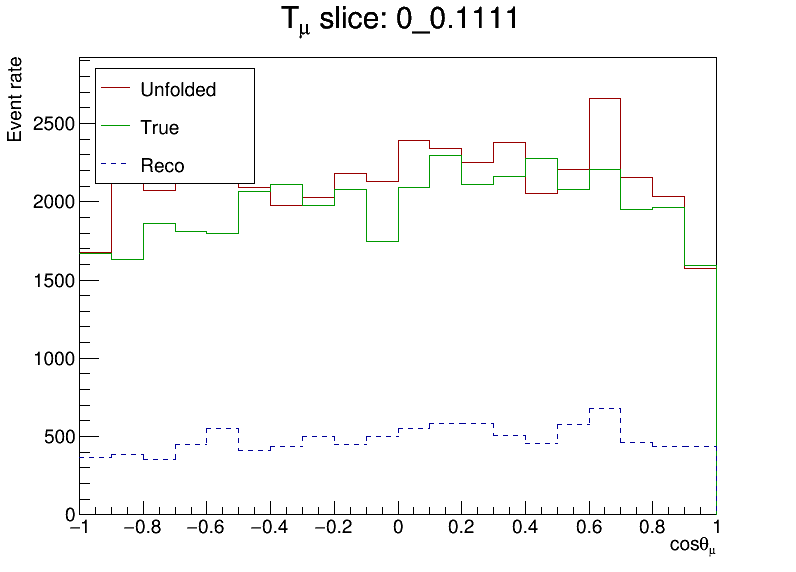 Tμ slice: 0_0.1111
Event rate
Unfolded
True
Reco
2500
2000
1500
1000
500
0
−1 −0.8 −0.6 −0.4 −0.2 0 0.2 0.4 0.6 0.8 1
cosθμ